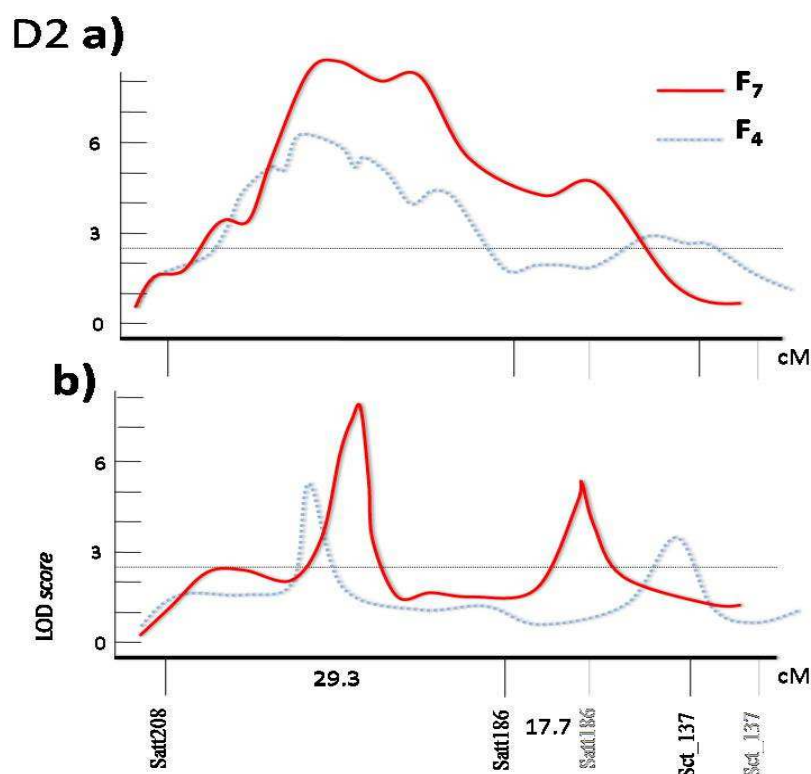 D2 a)
F7
F4
6
3
0
cM
b)
6
3
0
LOD score
29.3
cM
17.7
Satt208
Satt186
Satt186
Sct_137
Sct_137